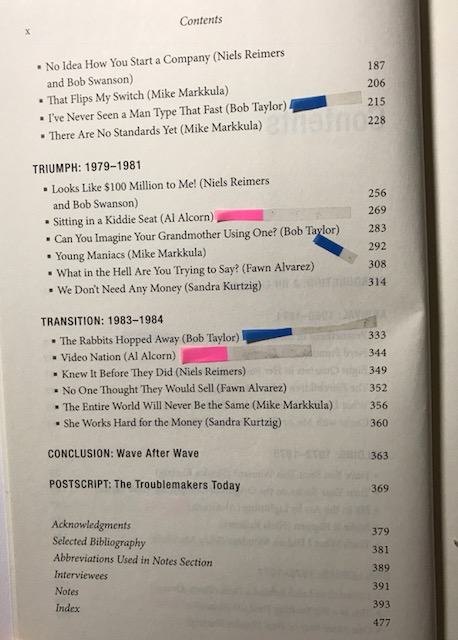 x
Contents
▪ No Idea How You Start a Company (Niels Reimers
and Bob Swanson) 187
▪ That Flips My Switch (Mike Markkula) 206
▪ I've Never Seen a Man Type That Fast (Bob Taylor) 215
▪ There Are No Standards Yet (Mike Markkula) 228
TRIUMPH: 1979–1981
▪ Looks Like $100 Million to Me! (Niels Reimers
and Bob Swanson) 256
▪ Sitting in a Kiddie Seat (Al Alcorn) 269
▪ Can You Imagine Your Grandmother Using One? (Bob Taylor) 283
▪ Young Maniacs (Mike Markkula) 292
▪ What in the Hell Are You Trying to Say? (Fawn Alvarez) 308
▪ We Don't Need Any Money (Sandra Kurtzig) 314
TRANSITION: 1983–1984
▪ The Rabbits Hopped Away (Bob Taylor) 333
▪ Video Nation (Al Alcorn) 344
▪ Knew It Before They Did (Niels Reimers) 349
▪ No One Thought They Would Sell (Fawn Alvarez) 352
▪ The Entire World Will Never Be the Same (Mike Markkula) 356
▪ She Works Hard for the Money (Sandra Kurtzig) 360
CONCLUSION: Wave After Wave 363
POSTSCRIPT: The Troublemakers Today 369
Acknowledgments 379
Selected Bibliography 381
Abbreviations Used in Notes Section 389
Interviewees 391
Notes 393
Index 477